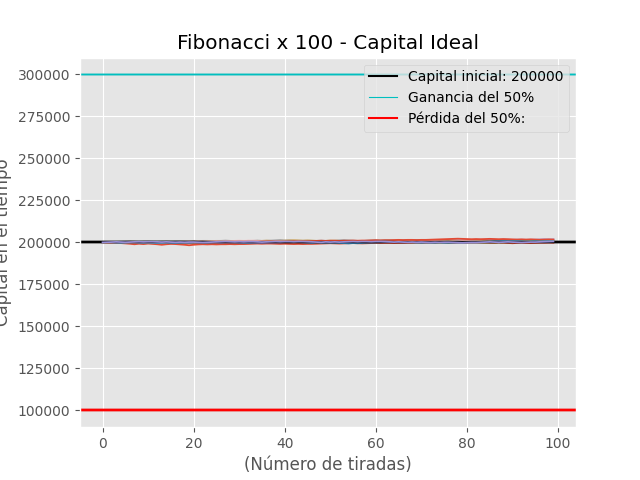 Fibonacci x 100 - Capital Ideal
Capital inicial: 200000
Ganancia del 50%
Pérdida del 50%:
300000
275000
250000
225000
200000
175000
150000
125000
100000
Capital en el tiempo
0 20 40 60 80 100
(Número de tiradas)